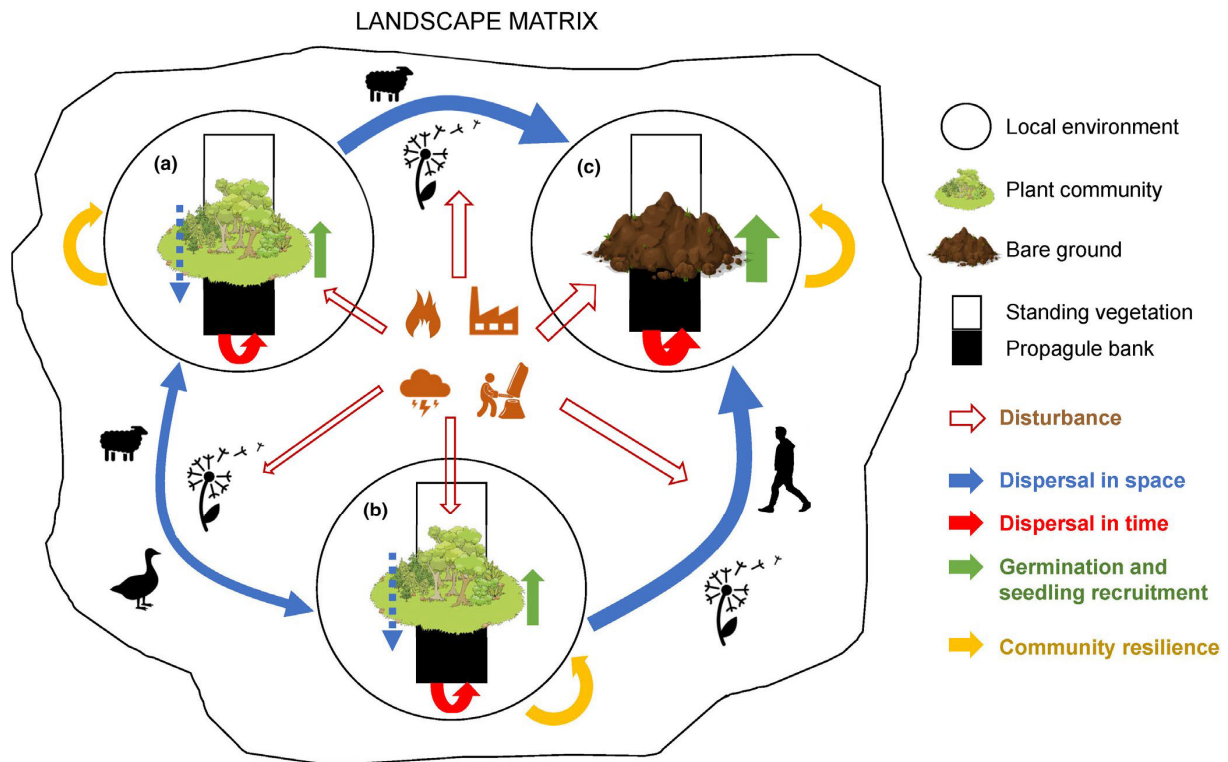 LANDSCAPE MATRIX
(a)
(c)
(b)
Local environment
Plant community
Bare ground
Standing vegetation
Propagule bank
Disturbance
Dispersal in space
Dispersal in time
Germination and
seedling recruitment
Community resilience